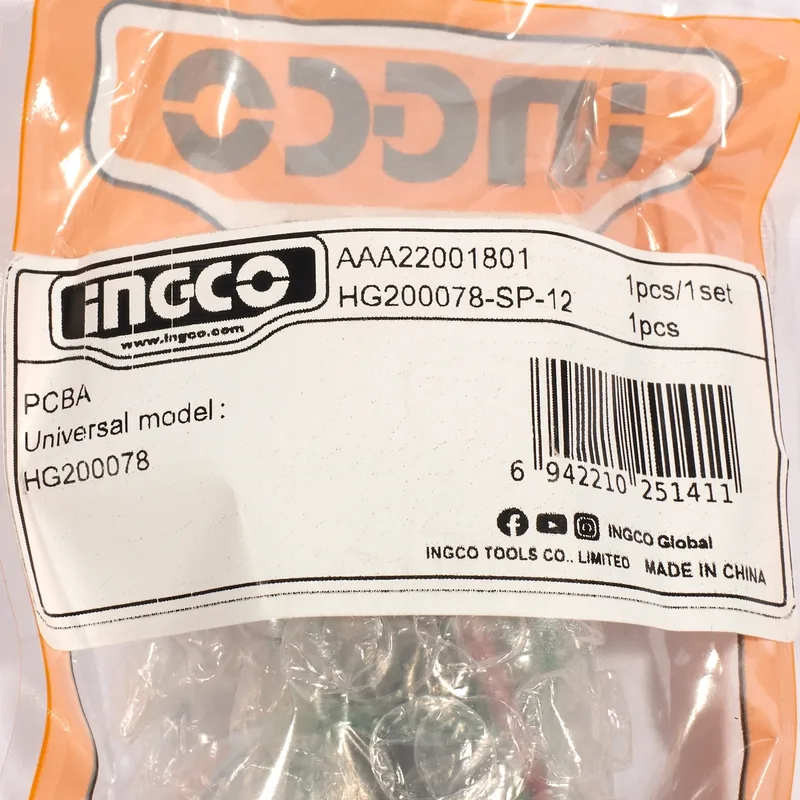 INGCO
INGCO
www.ingco.com
AAA22001801
HG200078-SP-12
1pcs/1set
1pcs
PCBA
Universal model:
HG200078
6 942210 251411
INGCO Global
INGCO TOOLS CO.. LIMITED MADE IN CHINA